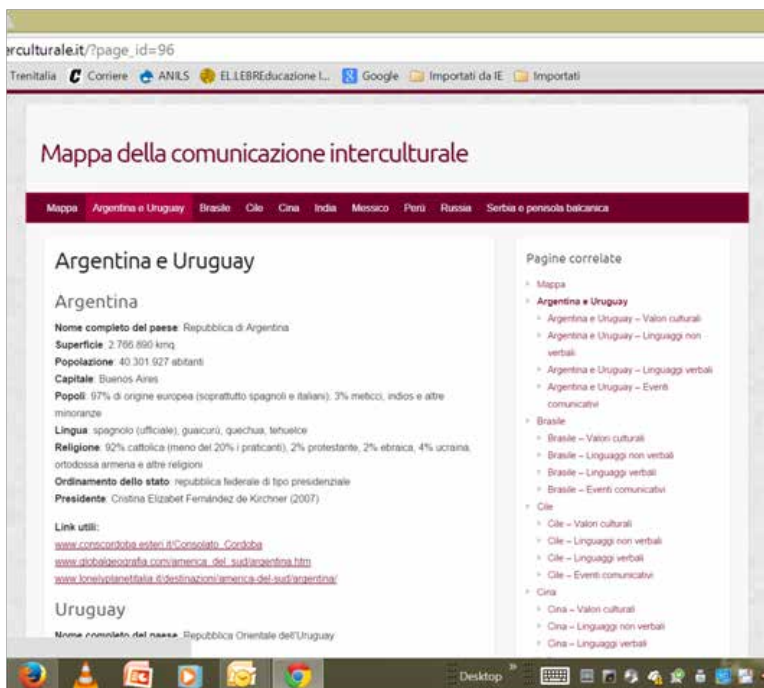 erculturale.it/?page_id=96
Trenitalia Corriere ANILS EL.LEBREducazione l... Google Importati da IE Importati
Mappa della comunicazione interculturale
Mappa Argentina e Uruguay Brasile Cile Cina India Messico Perù Russia Serbia e penisola balcanica
Argentina e Uruguay
Argentina
Nome completo del paese: Repubblica di Argentina
Superficie: 2.766.890 kmq
Popolazione: 40.301.927 abitanti
Capitale: Buenos Aires
Popoli: 97% di origine europea (soprattutto spagnoli e italiani), 3% meticci, indios e altre
minoranze
Lingua: spagnolo (ufficiale), guaicurù, quechua, tehuelce
Religione: 92% cattolica (meno del 20% i praticanti), 2% protestante, 2% ebraica, 4% ucraina,
ortodossa armena e altre religioni
Ordinamento dello stato: repubblica federale di tipo presidenziale
Presidente: Cristina Elizabet Fernández de Kirchner (2007)
Link utili:
www.conscordoba.esteri.it/Consolato_Cordoba
www.globalgeografia.com/america_del_sud/argentina.htm
www.lonelyplanetitalia.it/destinazioni/america-del-sud/argentina/
Uruguay
Nome completo del paese: Repubblica Orientale dell'Uruguay
Pagine correlate
Mappa
Argentina e Uruguay
Argentina e Uruguay – Valori culturali
Argentina e Uruguay – Linguaggi non
verbali
Argentina e Uruguay – Linguaggi verbali
Argentina e Uruguay – Eventi
comunicativi
Brasile
Brasile – Valori culturali
Brasile – Linguaggi non verbali
Brasile – Linguaggi verbali
Brasile – Eventi comunicativi
Cile
Cile – Valori culturali
Cile – Linguaggi non verbali
Cile – Linguaggi verbali
Cile – Eventi comunicativi
Cina
Cina – Valori culturali
Cina – Linguaggi non verbali
Cina – Linguaggi verbali
Desktop